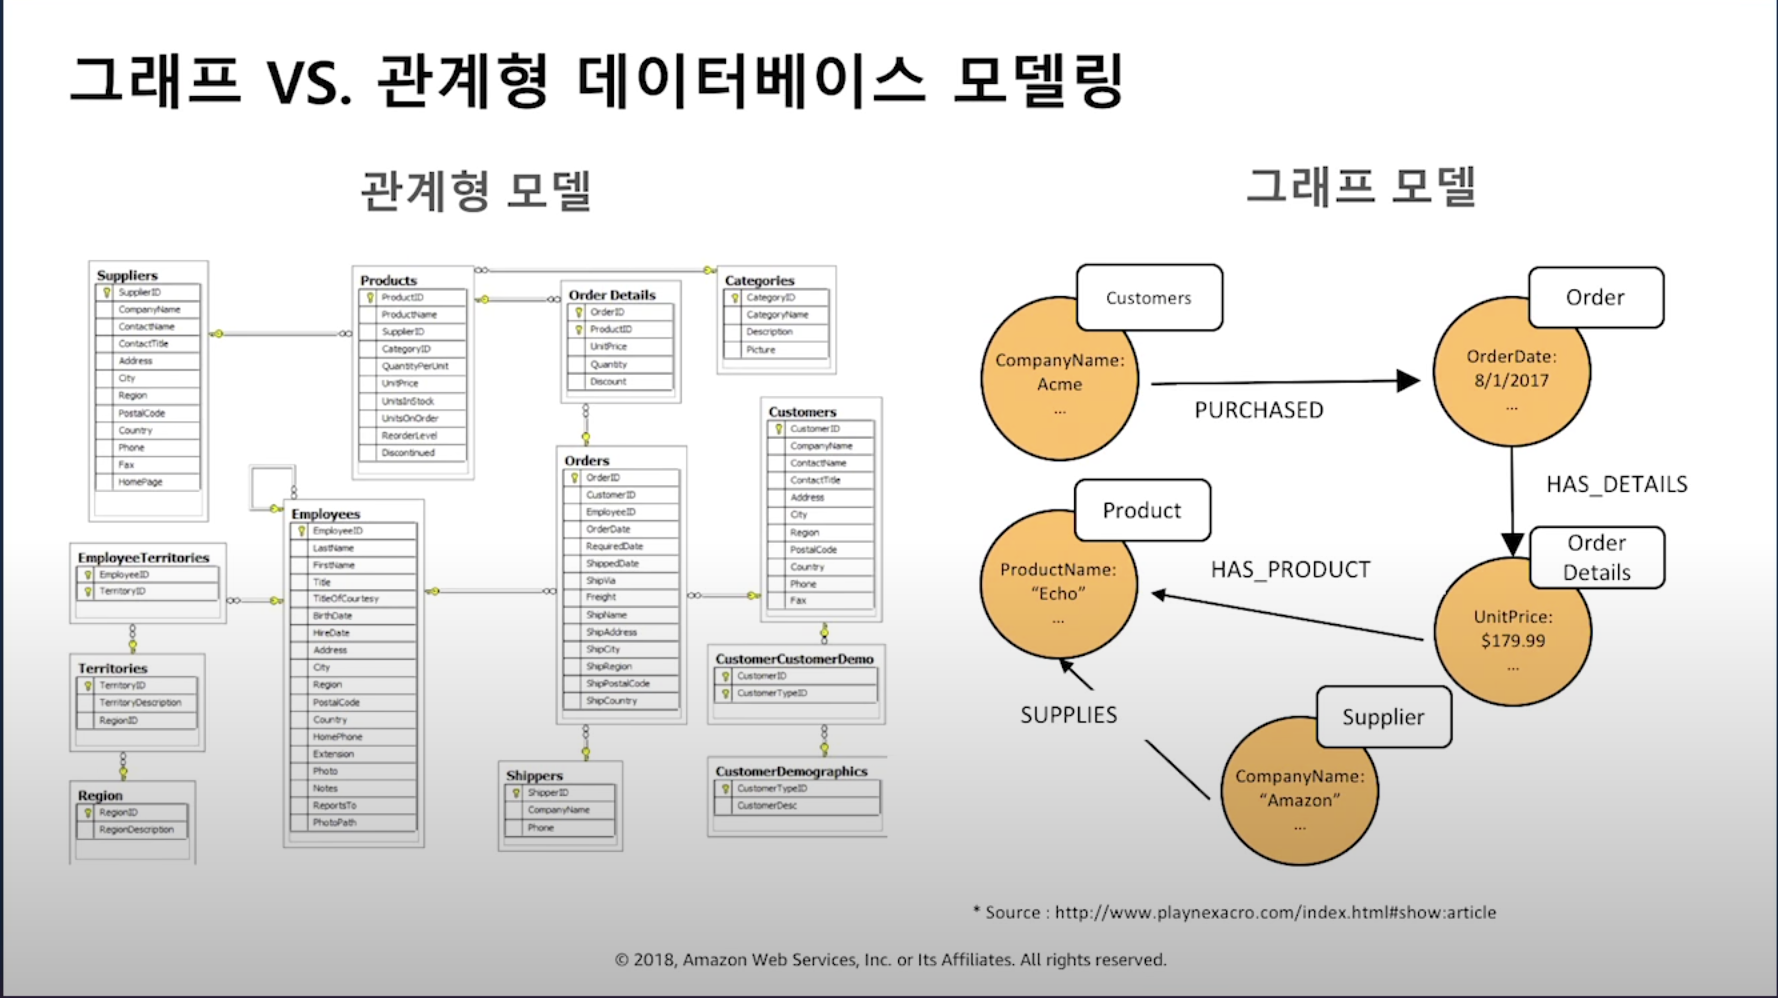 그래프 VS. 관계형 데이터베이스 모델링
관계형 모델
Suppliers
SupplierID
CompanyName
ContactName
ContactTitle
Address
City
Region
PostalCode
Country
Phone
Fax
HomePage
Products
ProductID
ProductName
SupplierID
CategoryID
QuantityPerUnit
UnitPrice
UnitsInStock
UnitsOnOrder
ReorderLevel
Discontinued
Order Details
OrderID
ProductID
UnitPrice
Quantity
Discount
Categories
CategoryID
CategoryName
Description
Picture
Customers
CustomerID
CompanyName
ContactName
ContactTitle
Address
City
Region
PostalCode
Country
Phone
Fax
Orders
OrderID
CustomerID
EmployeeID
OrderDate
RequiredDate
ShippedDate
ShipVia
Freight
ShipName
ShipAddress
ShipCity
ShipRegion
ShipPostalCode
ShipCountry
Employees
EmployeeID
LastName
FirstName
Title
TitleOfCourtesy
BirthDate
HireDate
Address
City
Region
PostalCode
Country
HomePhone
Extension
Photo
Notes
ReportsTo
PhotoPath
EmployeeTerritories
EmployeeID
TerritoryID
Territories
TerritoryID
TerritoryDescription
RegionID
Region
RegionID
RegionDescription
Shippers
ShipperID
CompanyName
Phone
CustomerCustomerDemo
CustomerID
CustomerTypeID
CustomerDemographics
CustomerTypeID
CustomerDesc
그래프 모델
Customers
CompanyName:
Acme
...
PURCHASED
Order
OrderDate:
8/1/2017
...
HAS_DETAILS
Order
Details
UnitPrice:
$179.99
...
HAS_PRODUCT
Product
ProductName:
“Echo”
...
SUPPLIES
Supplier
CompanyName:
“Amazon”
...
* Source : http://www.playnexacro.com/index.html#show:article
© 2018, Amazon Web Services, Inc. or Its Affiliates. All rights reserved.